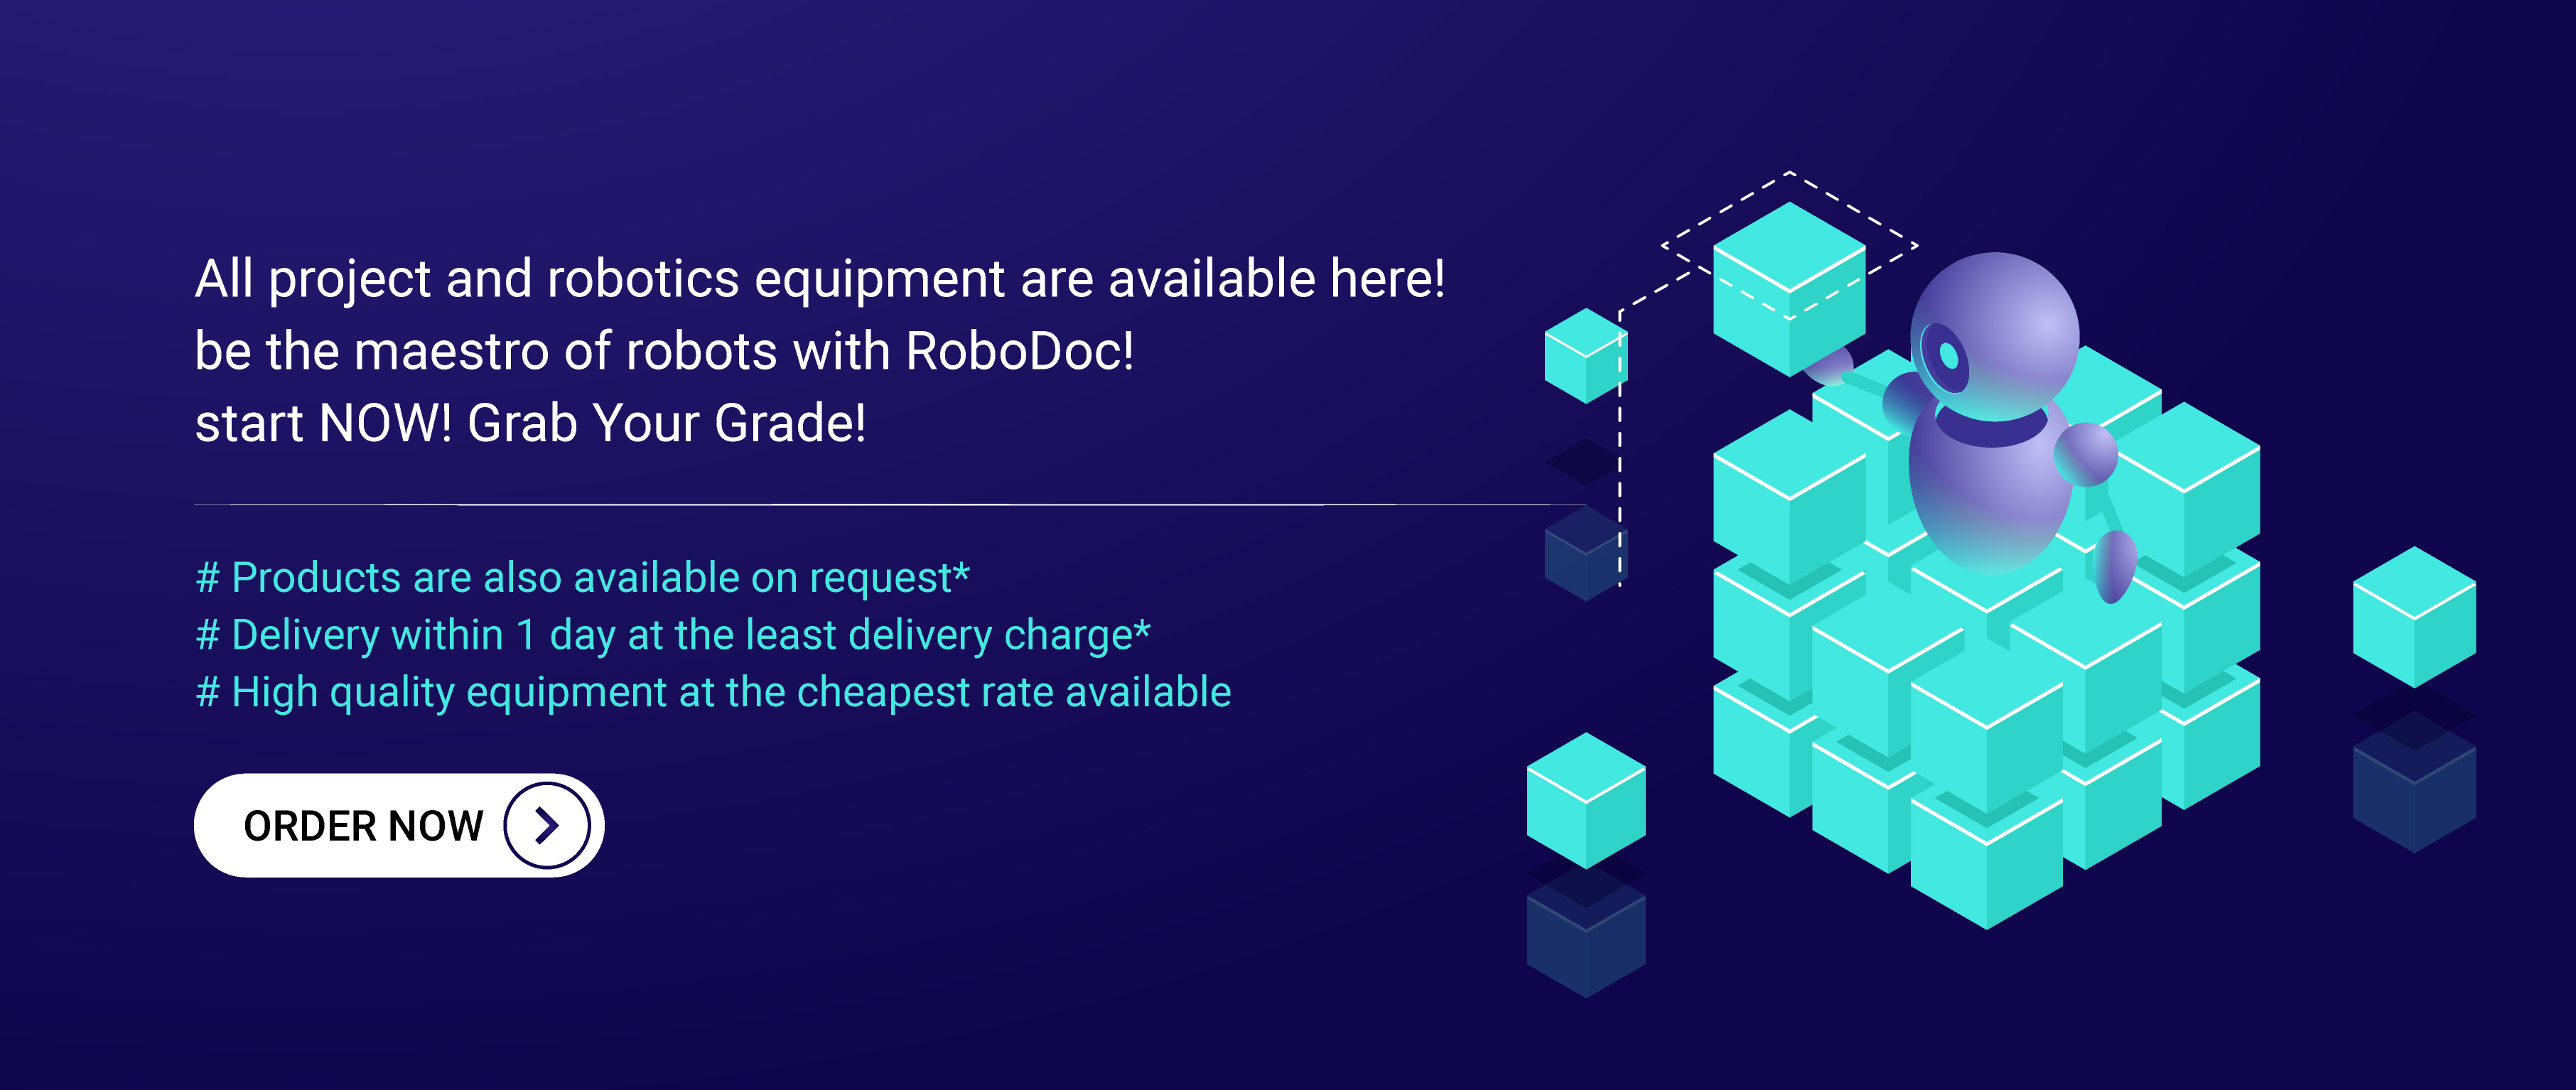 All project and robotics equipment are available here!
be the maestro of robots with RoboDoc!
start NOW! Grab Your Grade!
# Products are also available on request*
# Delivery within 1 day at the least delivery charge*
# High quality equipment at the cheapest rate available
ORDER NOW